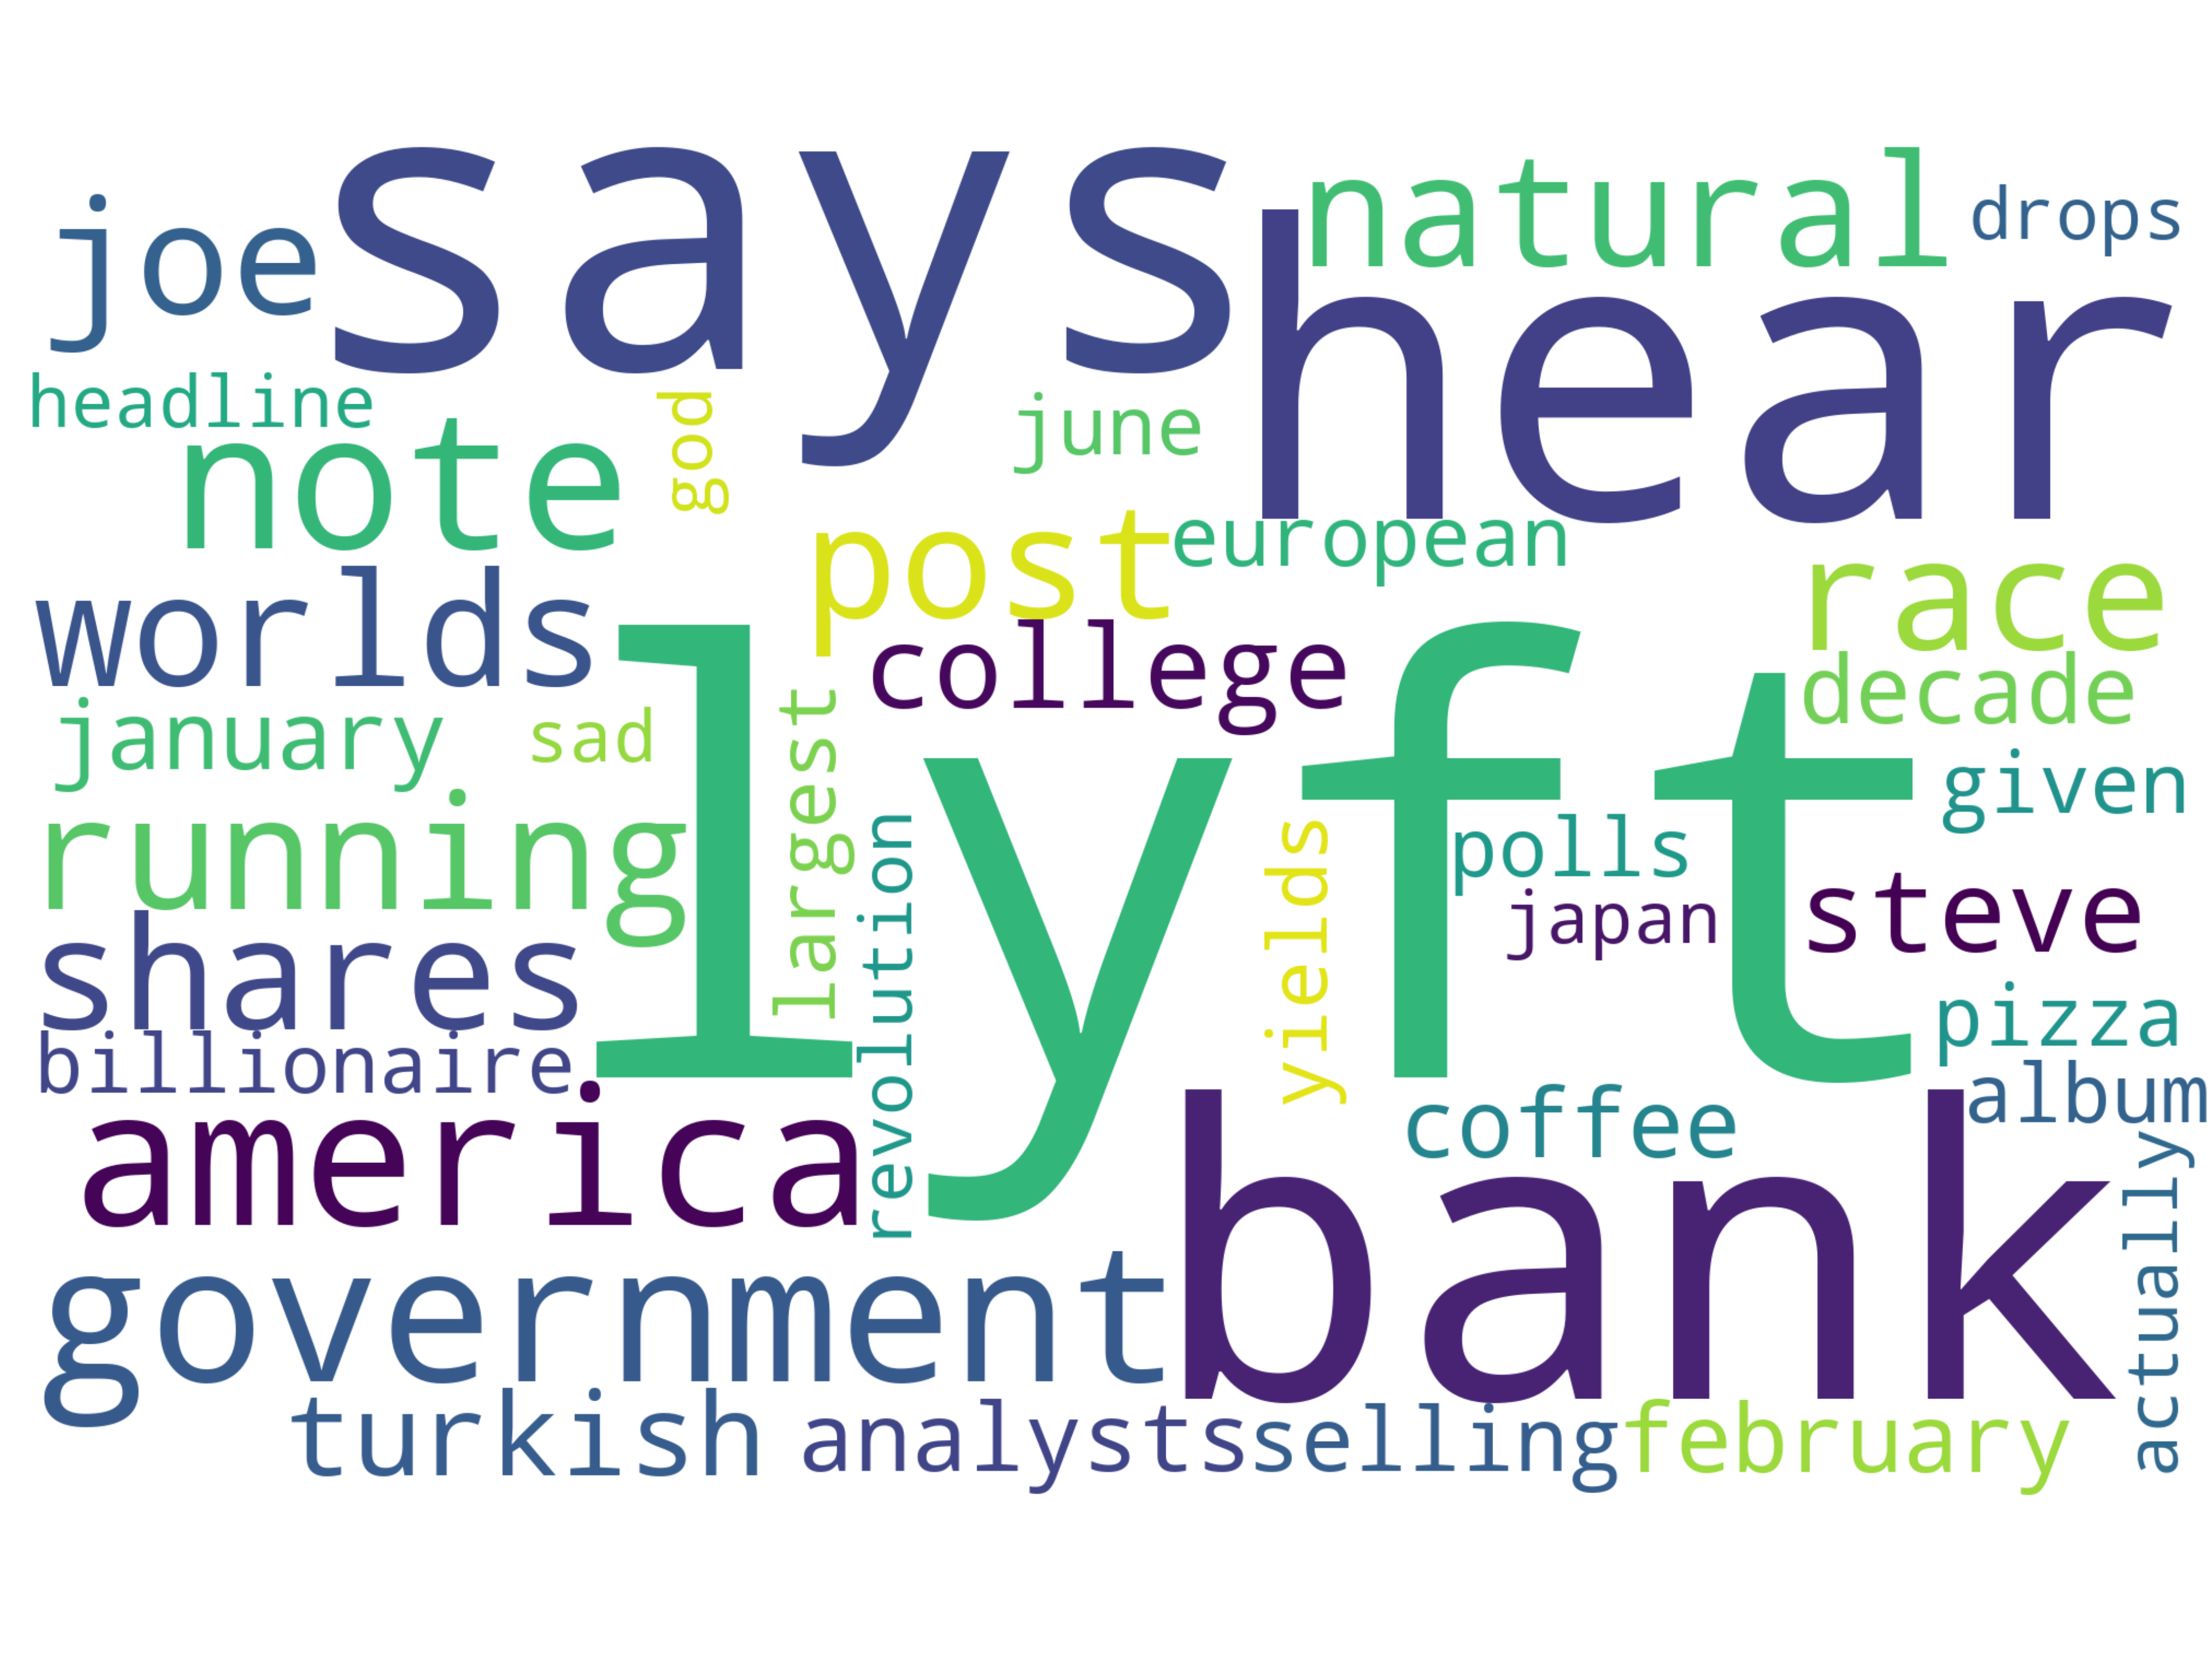 says
joe
natural
drops
hear
headline
note
god
june
post
european
worlds
college
race
decade
january
sad
lyft
largest
given
running
revolution
yields
polls
japan
steve
shares
billionaire
pizza
album
america
coffee
bank
actually
government
turkish
analysts
selling
february